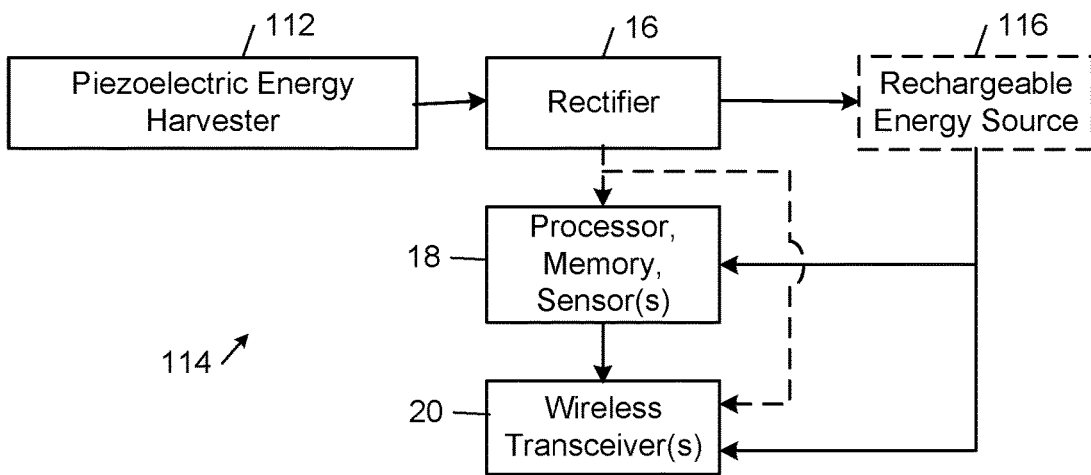 112
16
116
Piezoelectric Energy
Harvester
Rectifier
Rechargeable
Energy Source
18
Processor,
Memory,
Sensor(s)
114
20
Wireless
Transceiver(s)